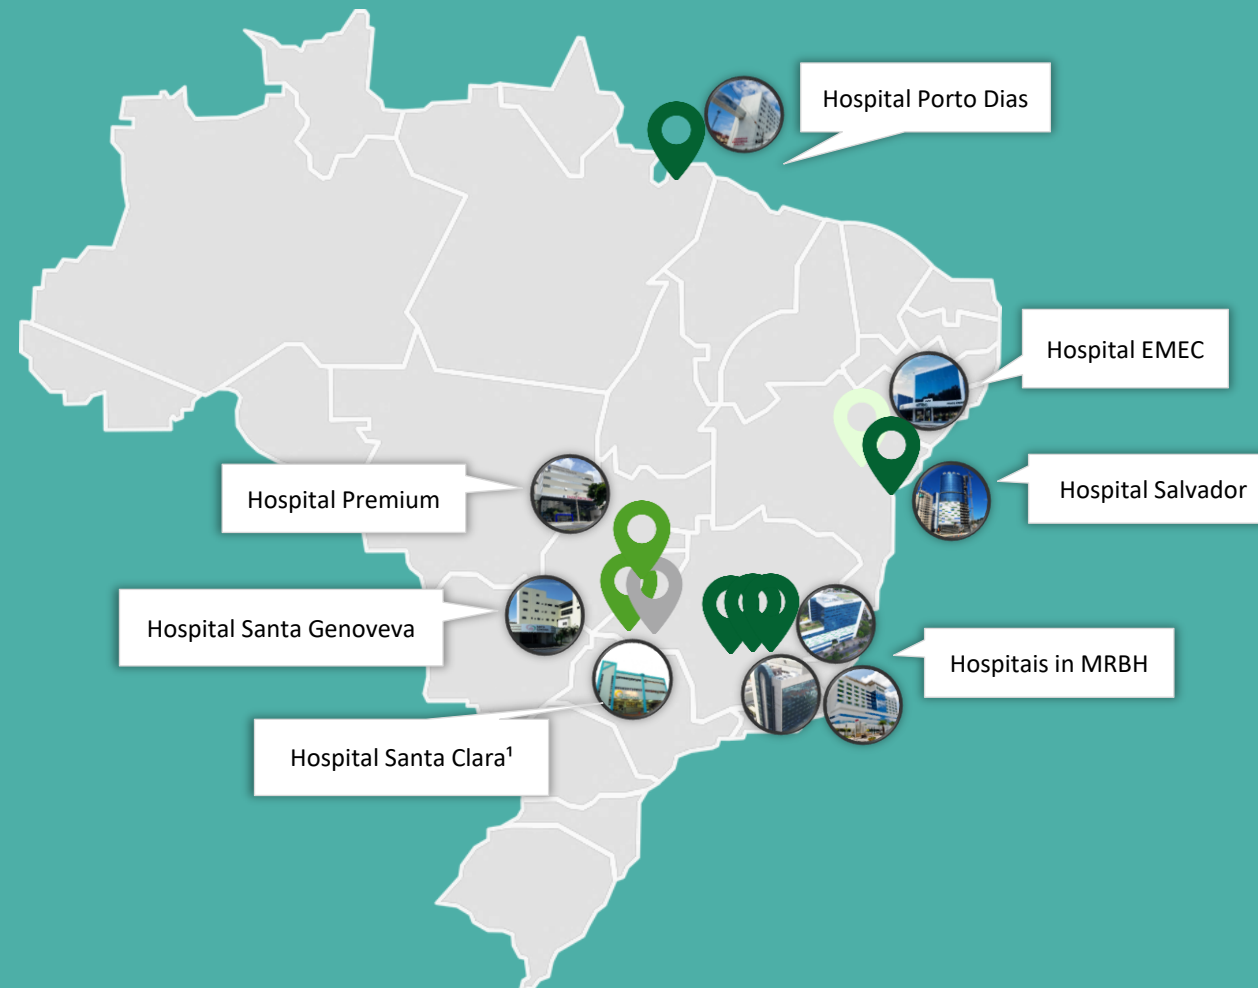 Hospital Porto Dias
Hospital EMEC
Hospital Premium
Hospital Salvador
Hospital Santa Genoveva
Hospitais in MRBH
Hospital Santa Clara¹